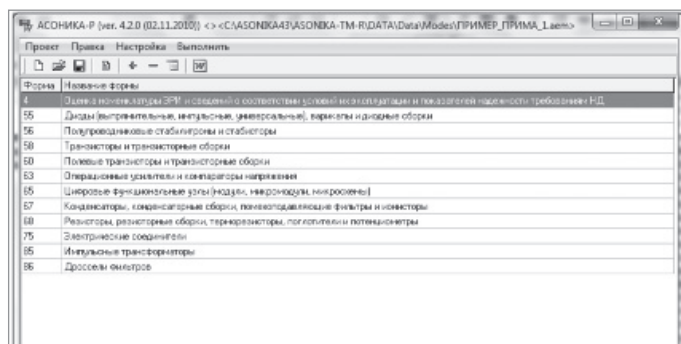 АСОНИКА-Р (ver. 4.2.0 (02.11.2010)) <> <C:\ASONIKA43\ASONIKA-TM-R\DATA\Data\Modes\ПРИМЕР_ПРИМА_1.aem>
Проект Правка Настройка Выполнить
Форма Название формы
4 Оценка номенклатуры ЭРИ и сведений о соответствии условий их эксплуатации и показателей надежности требованиям НД
55 Диоды (выпрямительные, импульсные, универсальные), варикапы и диодные сборки
56 Полупроводниковые стабилитроны и стабисторы
58 Транзисторы и транзисторные сборки
60 Полевые транзисторы и транзисторные сборки
63 Операционные усилители и компараторы напряжения
65 Цифровые функциональные узлы (модули, микромодули, микросхемы)
67 Конденсаторы, конденсаторные сборки, помехоподавляющие фильтры и ионисторы
68 Резисторы, резисторные сборки, терморезисторы, поглотители и потенциометры
75 Электрические соединители
85 Импульсные трансформаторы
86 Дроссели фильтров